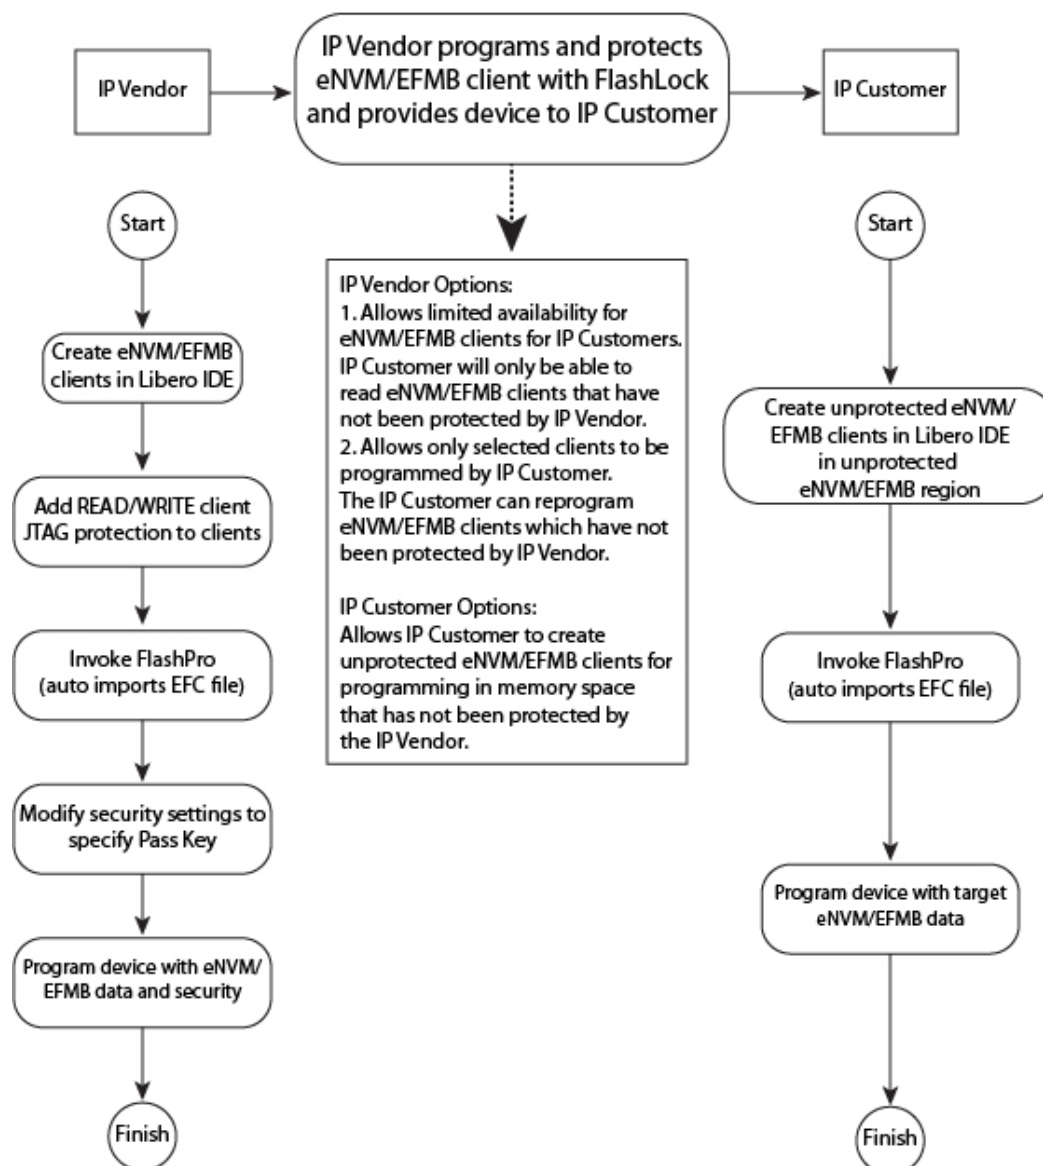 IP Vendor
IP Vendor programs and protects
eNVM/EFMB client with FlashLock
and provides device to IP Customer
IP Customer
Start
Create eNVM/EFMB
clients in Libero IDE
Add READ/WRITE client
JTAG protection to clients
Invoke FlashPro
(auto imports EFC file)
Modify security settings to
specify Pass Key
Program device with eNVM/
EFMB data and security
Finish
IP Vendor Options:
1. Allows limited availability for
eNVM/EFMB clients for IP Customers.
IP Customer will only be able to
read eNVM/EFMB clients that have
not been protected by IP Vendor.
2. Allows only selected clients to be
programmed by IP Customer.
The IP Customer can reprogram
eNVM/EFMB clients which have not
been protected by IP Vendor.
IP Customer Options:
Allows IP Customer to create
unprotected eNVM/EFMB clients for
programming in memory space
that has not been protected by
the IP Vendor.
Start
Create unprotected eNVM/
EFMB clients in Libero IDE
in unprotected
eNVM/EFMB region
Invoke FlashPro
(auto imports EFC file)
Program device with target
eNVM/EFMB data
Finish